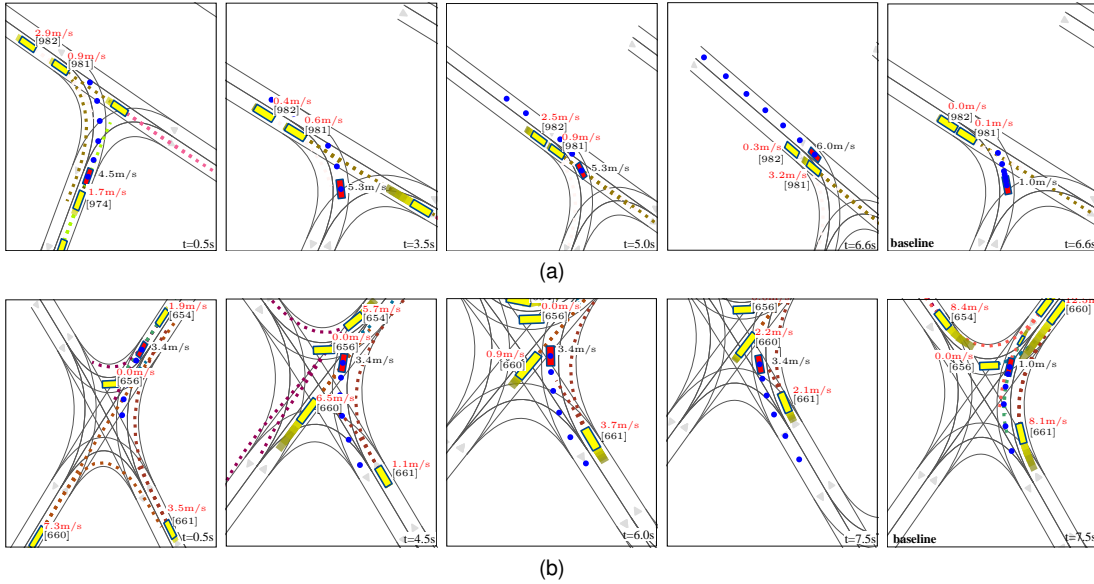 2.9m/s
[982]
0.9m/s
[981]
4.5m/s
1.7m/s
[974]
t=0.5s
0.4m/s
[982]
0.6m/s
[981]
5.3m/s
t=3.5s
2.5m/s
[982]
0.9m/s
[981]
5.3m/s
t=5.0s
6.0m/s
0.3m/s
[982]
3.2m/s
[981]
t=6.6s
0.0m/s
[982]
0.1m/s
[981]
1.0m/s
baseline
t=6.6s
(a)
1.9m/s
[654]
3.4m/s
0.0m/s
[656]
7.3m/s
[660]
3.5m/s
[661]
t=0.5s
5.7m/s
[654]
0.0m/s
[656]
3.4m/s
6.5m/s
[660]
1.1m/s
[661]
t=4.5s
0.0m/s
[656]
3.4m/s
0.9m/s
[660]
3.7m/s
[661]
t=6.0s
[656]
2.2m/s
[660]
3.4m/s
2.1m/s
[661]
t=7.5s
8.4m/s
[654]
[660]
0.0m/s
[656]
1.0m/s
8.1m/s
[661]
baseline
t=7.5s
(b)